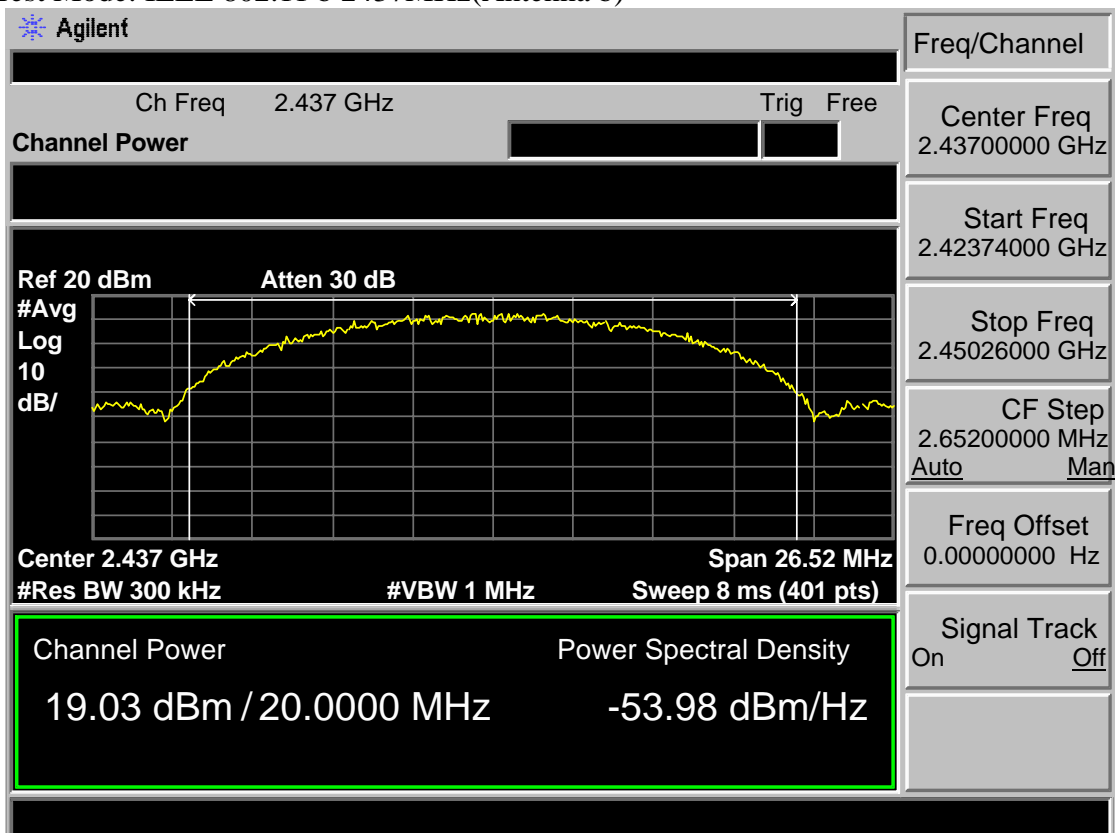 Agilent
Freq/Channel
Ch Freq 2.437 GHz Trig Free
Channel Power
Center Freq
2.43700000 GHz
Start Freq
2.42374000 GHz
Ref 20 dBm Atten 30 dB
#Avg
Log
10
dB/
Stop Freq
2.45026000 GHz
CF Step
2.65200000 MHz
Auto Man
Center 2.437 GHz Span 26.52 MHz
#Res BW 300 kHz #VBW 1 MHz Sweep 8 ms (401 pts)
Freq Offset
0.00000000 Hz
Channel Power Power Spectral Density
19.03 dBm / 20.0000 MHz -53.98 dBm/Hz
Signal Track
On Off